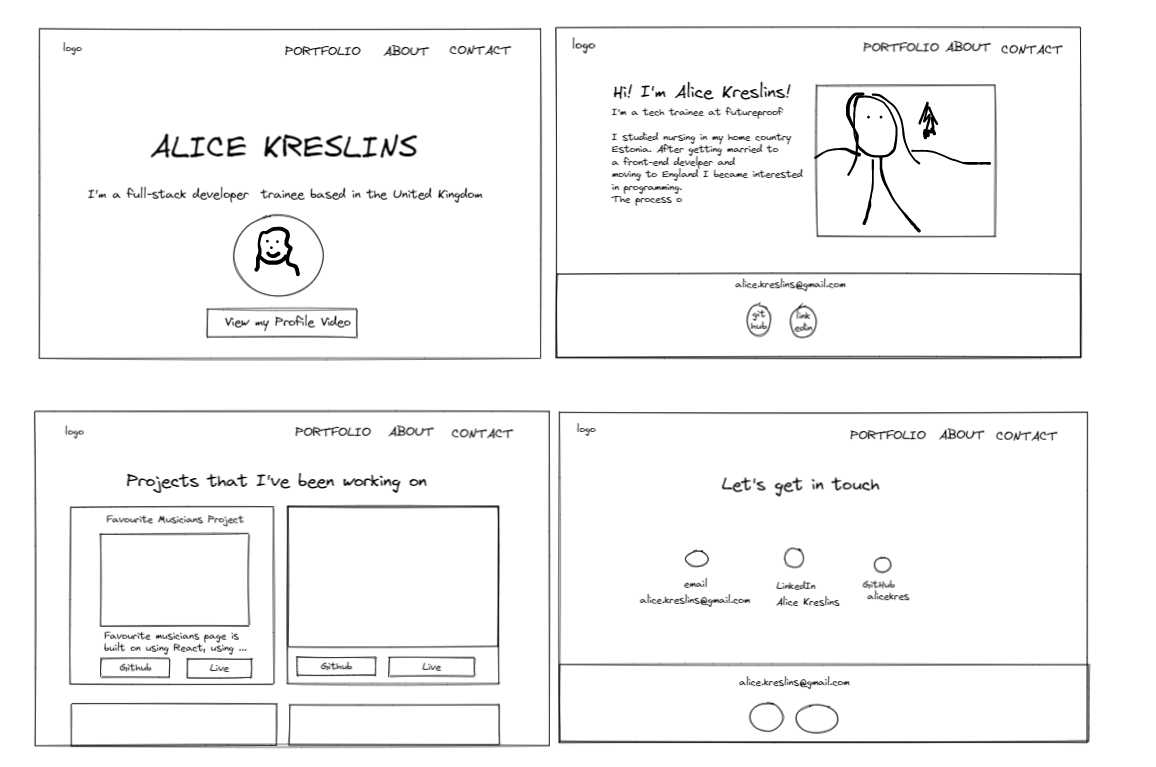 logo
PORTFOLIO ABOUT CONTACT
ALICE KRESLINS
I'm a full-stack developer trainee based in the United Kingdom
View my Profile Video
logo
PORTFOLIO ABOUT CONTACT
Hi! I'm Alice Kreslins!
I'm a tech trainee at futureproof
I studied nursing in my home country
Estonia. After getting married to
a front-end develper and
moving to England I became interested
in programming.
The process o
alice.kreslins@gmail.com
git
hub
link
edin
logo
PORTFOLIO ABOUT CONTACT
Projects that I've been working on
Favourite Musicians Project
Favourite musicians page is
built on using React, using ...
Github Live
Github Live
logo
PORTFOLIO ABOUT CONTACT
Let's get in touch
email
alice.kreslins@gmail.com
LinkedIn
Alice Kreslins
GitHub
alicekres
alice.kreslins@gmail.com